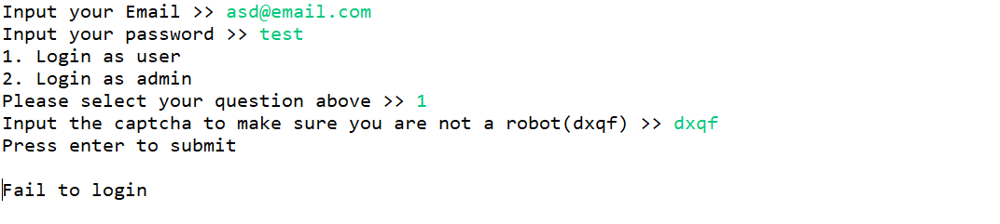 Input your Email >> asd@email.com
Input your password >> test
1. Login as user
2. Login as admin
Please select your question above >> 1
Input the captcha to make sure you are not a robot(dxqf) >> dxqf
Press enter to submit
Fail to login